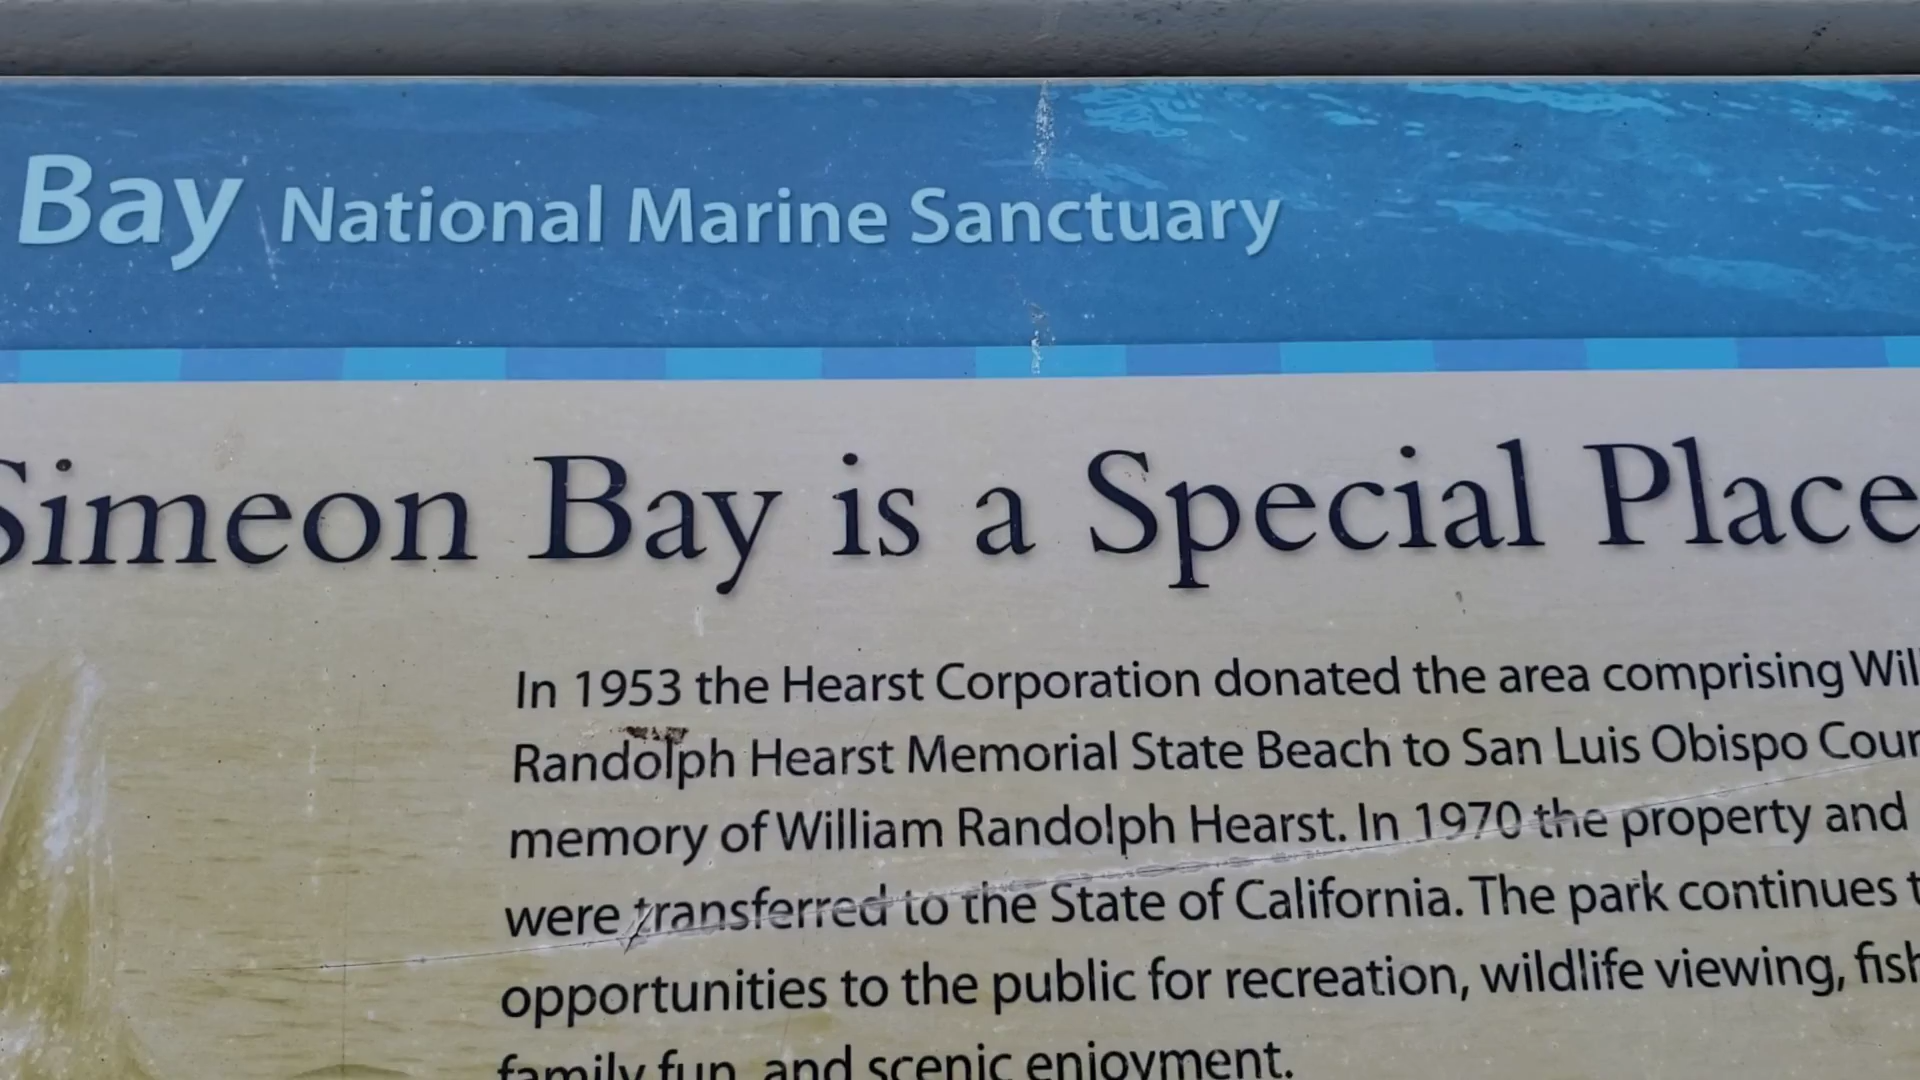 Bay National Marine Sanctuary
Simeon Bay is a Special Place
In 1953 the Hearst Corporation donated the area comprising Wil
Randolph Hearst Memorial State Beach to San Luis Obispo Coun
memory of William Randolph Hearst. In 1970 the property and
were transferred to the State of California. The park continues t
opportunities to the public for recreation, wildlife viewing, fish
family fun, and scenic enjoyment.